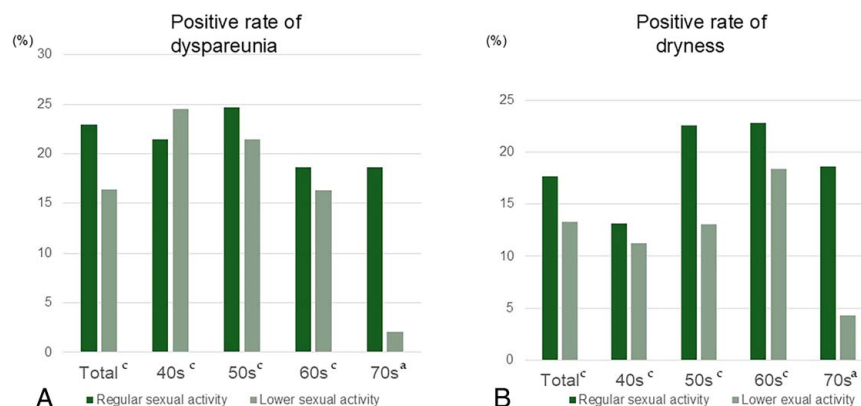 Positive rate of
dyspareunia
(%)
30
25
20
15
10
5
0
Total c 40s c 50s c 60s c 70s a
A
Regular sexual activity Lower sexual activity
Positive rate of
dryness
(%)
25
20
15
10
5
0
Total c 40s c 50s c 60s c 70s a
B
Regular sexual activity Lower exual activity